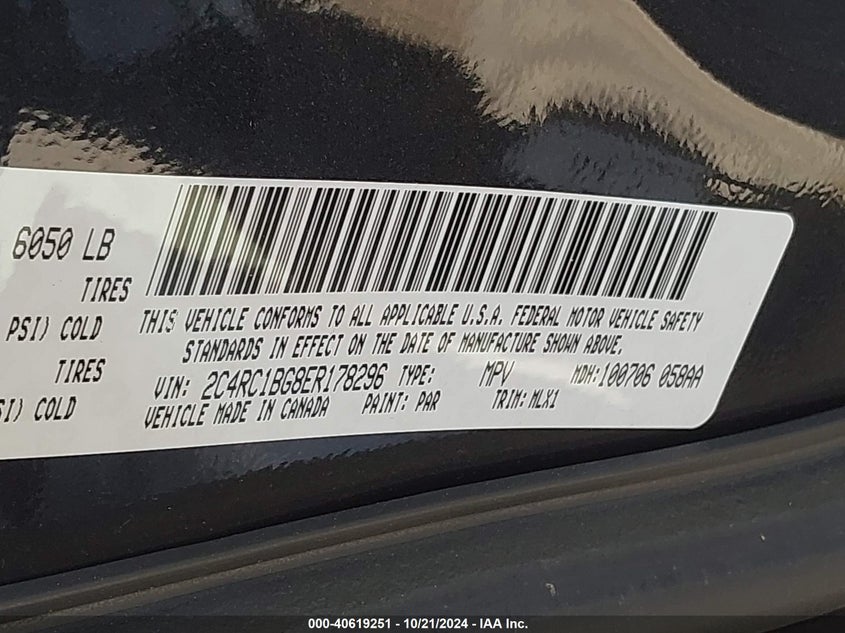 6050 LB
TIRES
PSI) COLD
TIRES
SI) COLD
THIS VEHICLE CONFORMS TO ALL APPLICABLE U.S.A. FEDERAL MOTOR VEHICLE SAFETY
STANDARDS IN EFFECT ON THE DATE OF MANUFACTURE SHOWN ABOVE.
VIN: 2C4RC1BG8ER178296 TYPE: MPV MDH:100706 058AA
VEHICLE MADE IN CANADA PAINT: PAR TRIM: MLX1
000-40619251 - 10/21/2024 - IAA Inc.